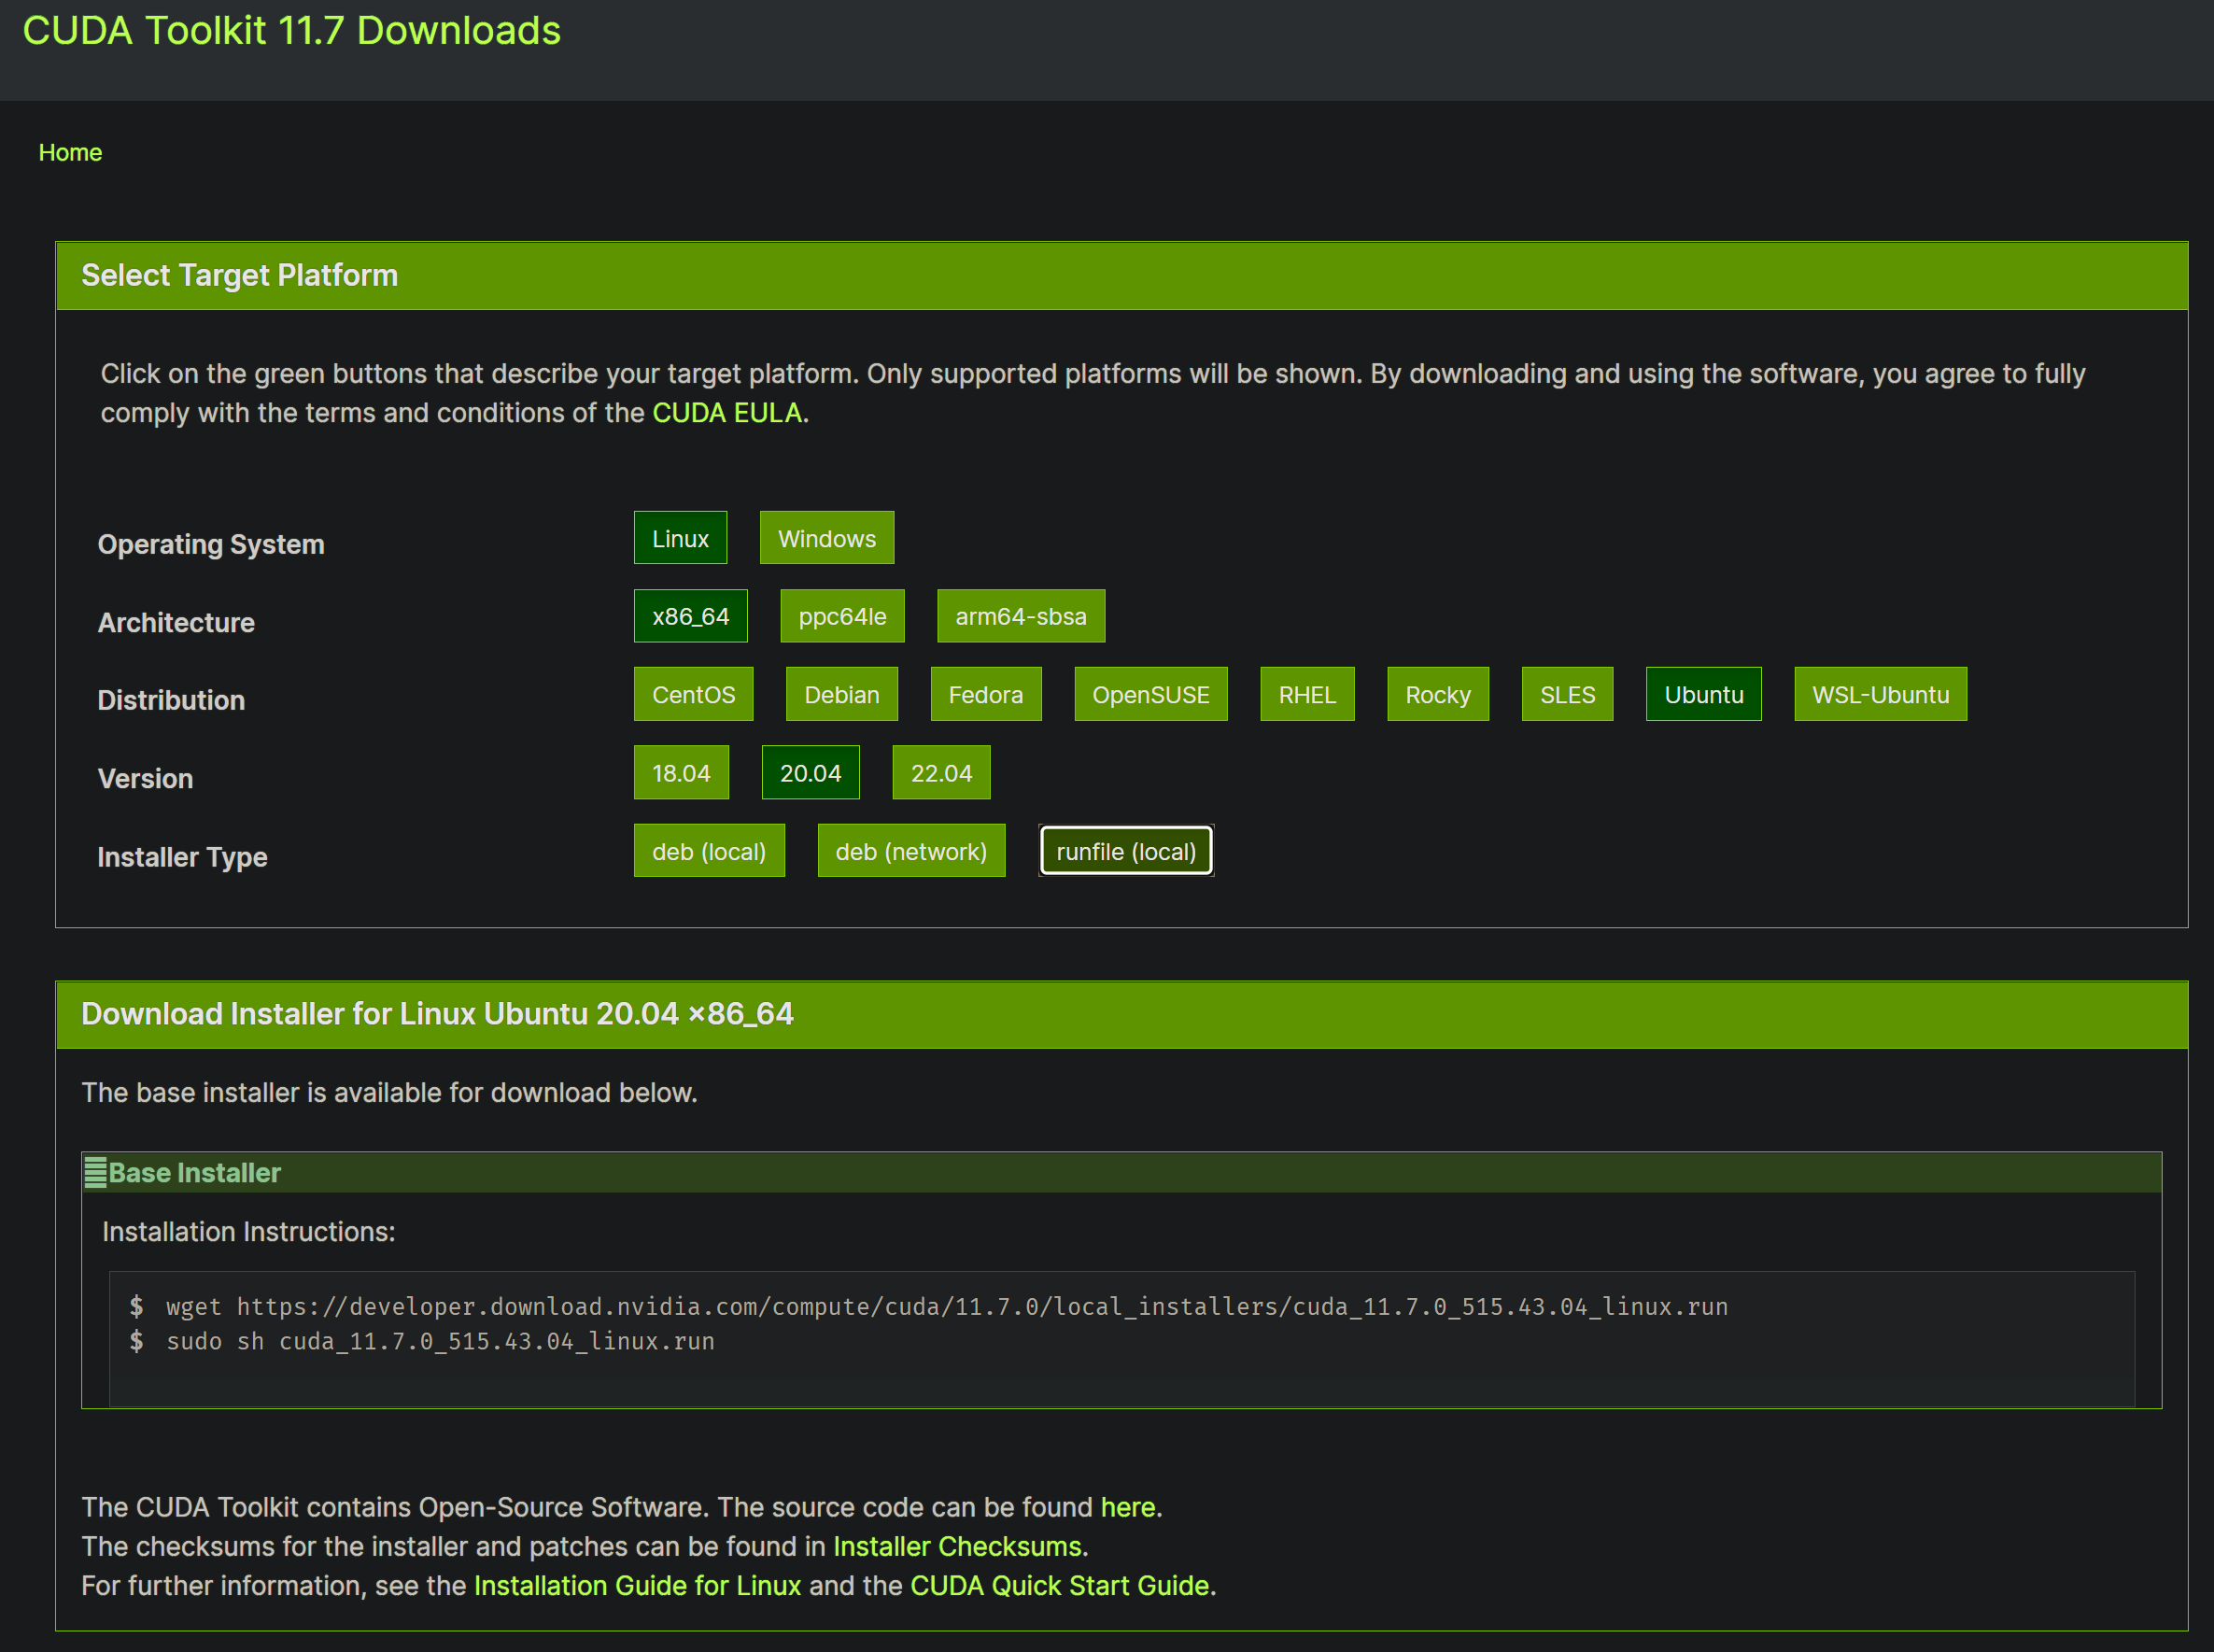 CUDA Toolkit 11.7 Downloads
Home
Select Target Platform
Click on the green buttons that describe your target platform. Only supported platforms will be shown. By downloading and using the software, you agree to fully
comply with the terms and conditions of the CUDA EULA.
Operating System Linux Windows
Architecture x86_64 ppc64le arm64-sbsa
Distribution CentOS Debian Fedora OpenSUSE RHEL Rocky SLES Ubuntu WSL-Ubuntu
Version 18.04 20.04 22.04
Installer Type deb (local) deb (network) runfile (local)
Download Installer for Linux Ubuntu 20.04 ×86_64
The base installer is available for download below.
Base Installer
Installation Instructions:
$ wget https://developer.download.nvidia.com/compute/cuda/11.7.0/local_installers/cuda_11.7.0_515.43.04_linux.run
$ sudo sh cuda_11.7.0_515.43.04_linux.run
The CUDA Toolkit contains Open-Source Software. The source code can be found here.
The checksums for the installer and patches can be found in Installer Checksums.
For further information, see the Installation Guide for Linux and the CUDA Quick Start Guide.